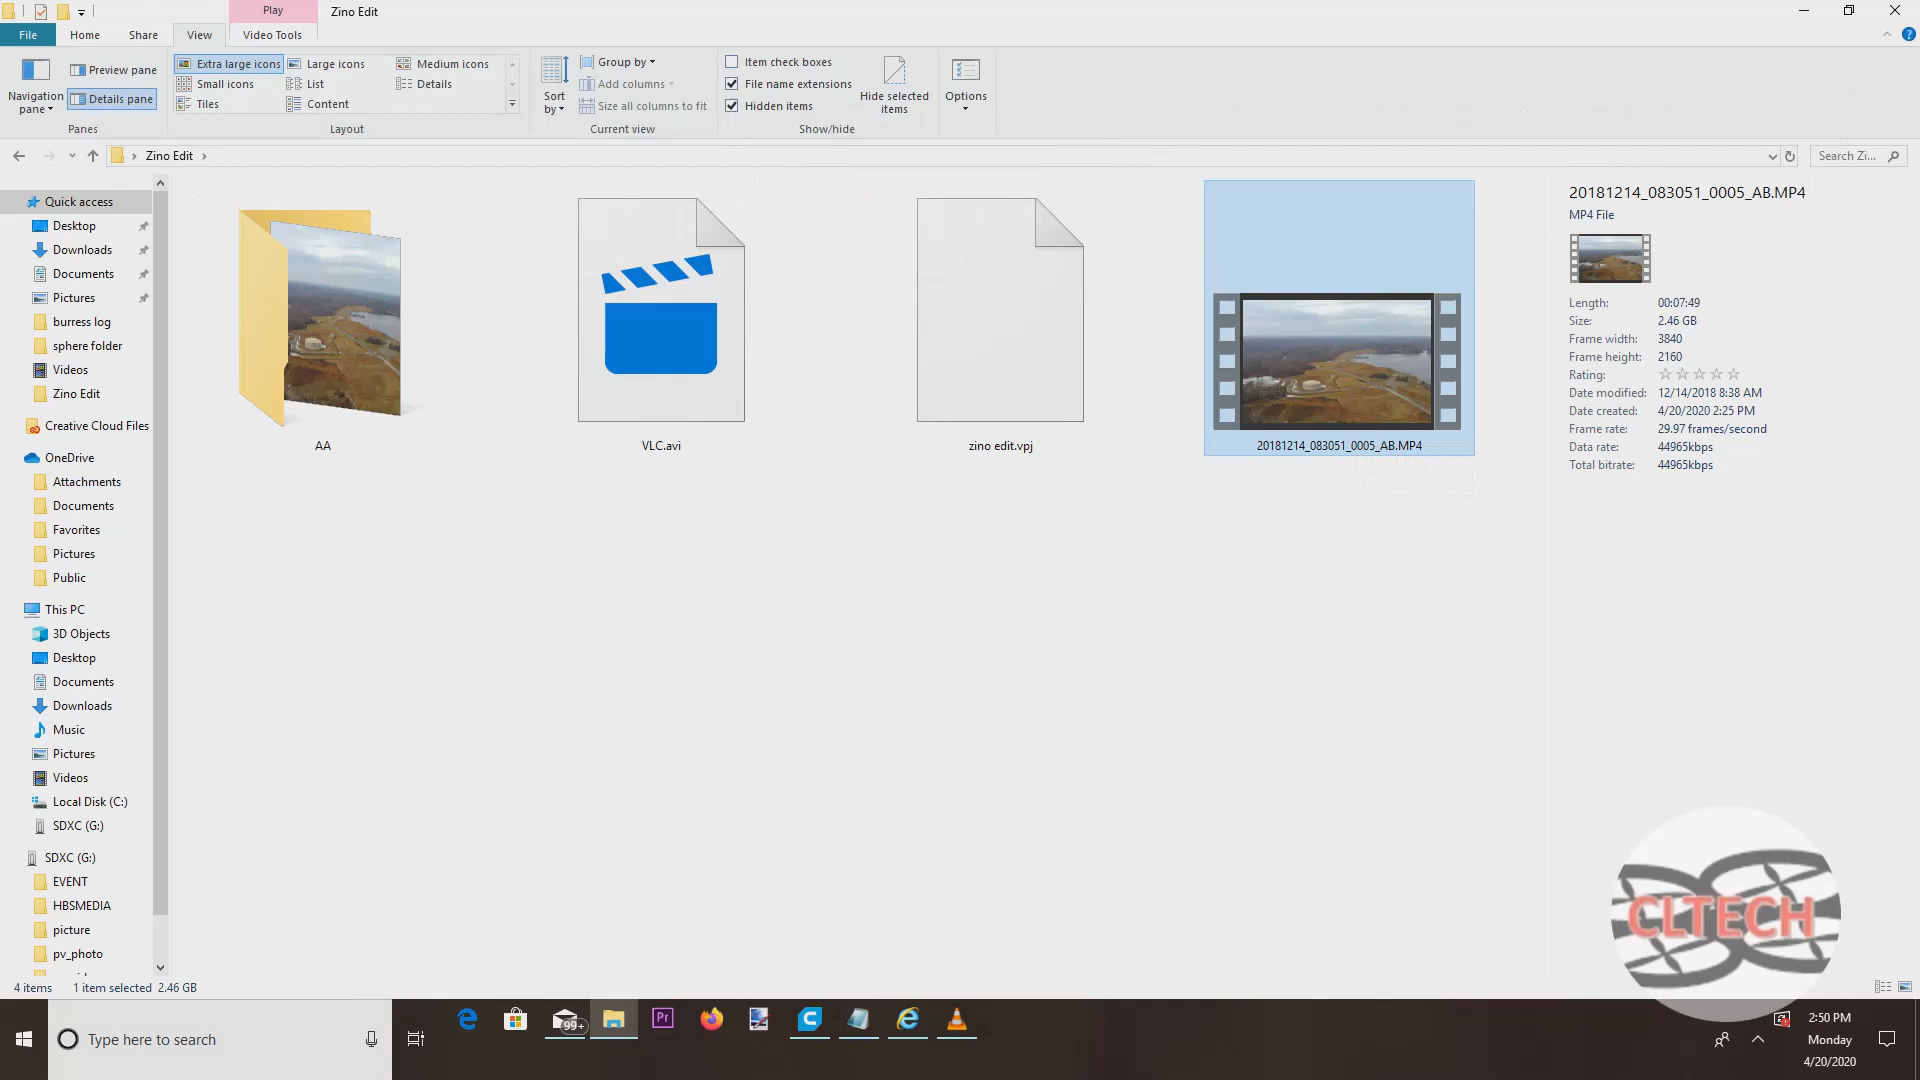 Play
Zino Edit
File
Home
Share
View
Video Tools
Navigation pane
Preview pane
Details pane
Panes
Extra large icons
Large icons
Medium icons
Small icons
List
Details
Tiles
Content
Layout
Sort by
Group by
Add columns
Size all columns to fit
Current view
Item check boxes
File name extensions
Hidden items
Hide selected items
Show/hide
Options
Zino Edit
Search Zi...
Quick access
Desktop
Downloads
Documents
Pictures
burress log
sphere folder
Videos
Zino Edit
Creative Cloud Files
OneDrive
Attachments
Documents
Favorites
Pictures
Public
This PC
3D Objects
Desktop
Documents
Downloads
Music
Pictures
Videos
Local Disk (C:)
SDXC (G:)
SDXC (G:)
EVENT
HBSMEDIA
picture
pv_photo
AA
VLC.avi
zino edit.vpj
20181214_083051_0005_AB.MP4
20181214_083051_0005_AB.MP4
MP4 File
Length: 00:07:49
Size: 2.46 GB
Frame width: 3840
Frame height: 2160
Rating:
Date modified: 12/14/2018 8:38 AM
Date created: 4/20/2020 2:25 PM
Frame rate: 29.97 frames/second
Data rate: 44965kbps
Total bitrate: 44965kbps
CLTECH
4 items 1 item selected 2.46 GB
Type here to search
99+
Pr
2:50 PM
Monday
4/20/2020